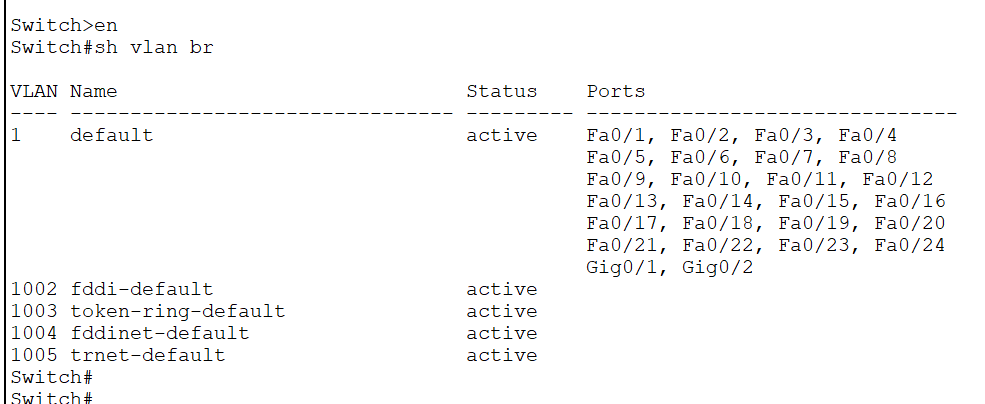 Switch>en
Switch#sh vlan br
VLAN Name                             Status    Ports
---- -------------------------------- --------- -------------------------------
1    default                          active    Fa0/1, Fa0/2, Fa0/3, Fa0/4
                                                Fa0/5, Fa0/6, Fa0/7, Fa0/8
                                                Fa0/9, Fa0/10, Fa0/11, Fa0/12
                                                Fa0/13, Fa0/14, Fa0/15, Fa0/16
                                                Fa0/17, Fa0/18, Fa0/19, Fa0/20
                                                Fa0/21, Fa0/22, Fa0/23, Fa0/24
                                                Gig0/1, Gig0/2
1002 fddi-default                     active
1003 token-ring-default               active
1004 fddinet-default                  active
1005 trnet-default                    active
Switch#
Switch#